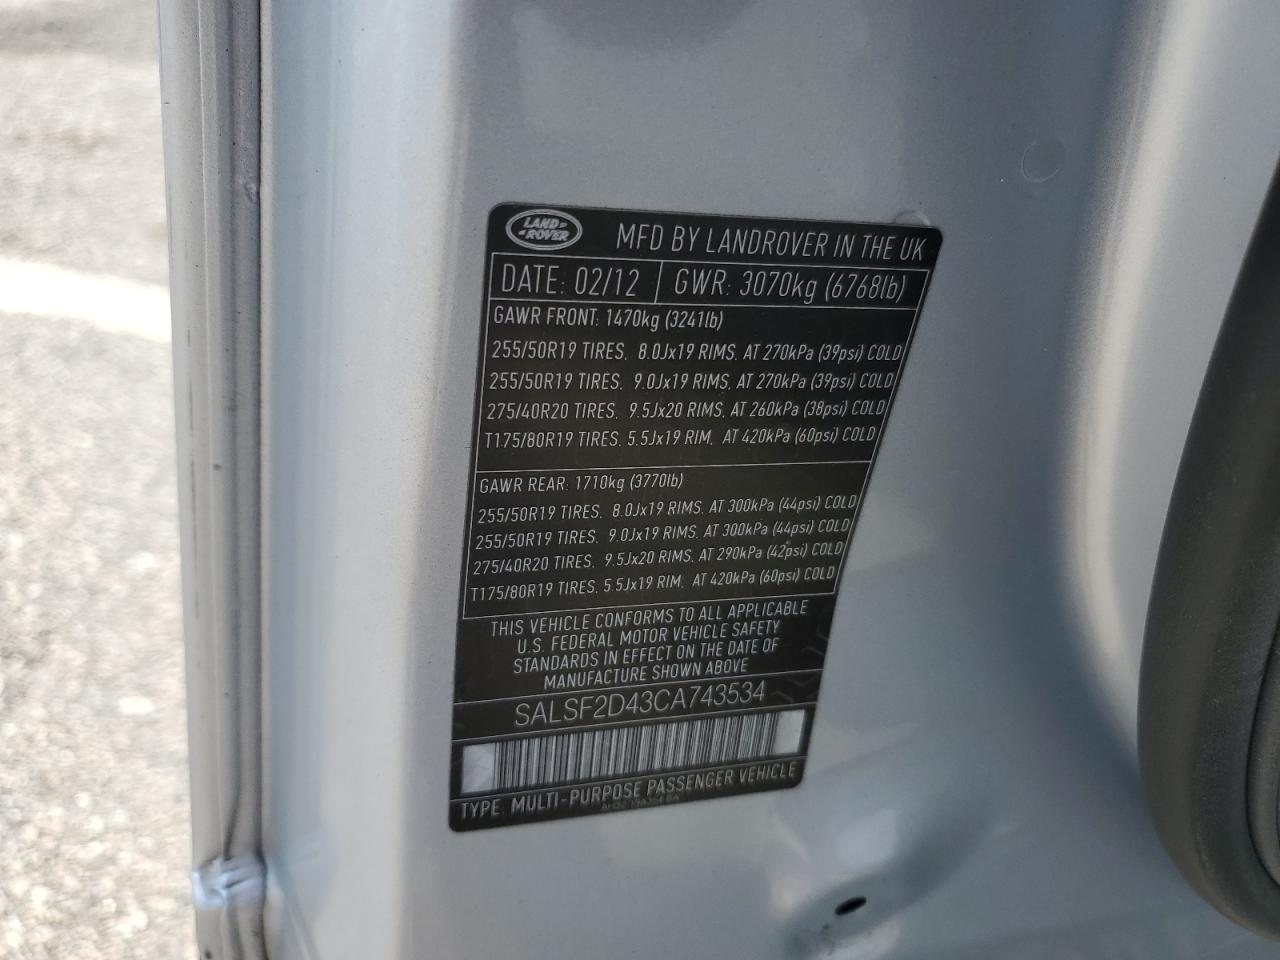 LAND-
-ROVER
MFD BY LANDROVER IN THE UK
DATE: 02/12 GWR: 3070kg (6768lb)
GAWR FRONT: 1470kg (3241lb)
255/50R19 TIRES, 8.0Jx19 RIMS, AT 270kPa (39psi) COLD
255/50R19 TIRES, 9.0Jx19 RIMS, AT 270kPa (39psi) COLD
275/40R20 TIRES, 9.5Jx20 RIMS, AT 260kPa (38psi) COLD
T175/80R19 TIRES, 5.5Jx19 RIM, AT 420kPa (60psi) COLD
GAWR REAR: 1710kg (3770lb)
255/50R19 TIRES, 8.0Jx19 RIMS, AT 300kPa (44psi) COLD
255/50R19 TIRES, 9.0Jx19 RIMS, AT 300kPa (44psi) COLD
275/40R20 TIRES, 9.5Jx20 RIMS, AT 290kPa (42psi) COLD
T175/80R19 TIRES, 5.5Jx19 RIM, AT 420kPa (60psi) COLD
THIS VEHICLE CONFORMS TO ALL APPLICABLE
U.S. FEDERAL MOTOR VEHICLE SAFETY
STANDARDS IN EFFECT ON THE DATE OF
MANUFACTURE SHOWN ABOVE
SALSF2D43CA743534
TYPE: MULTI-PURPOSE PASSENGER VEHICLE